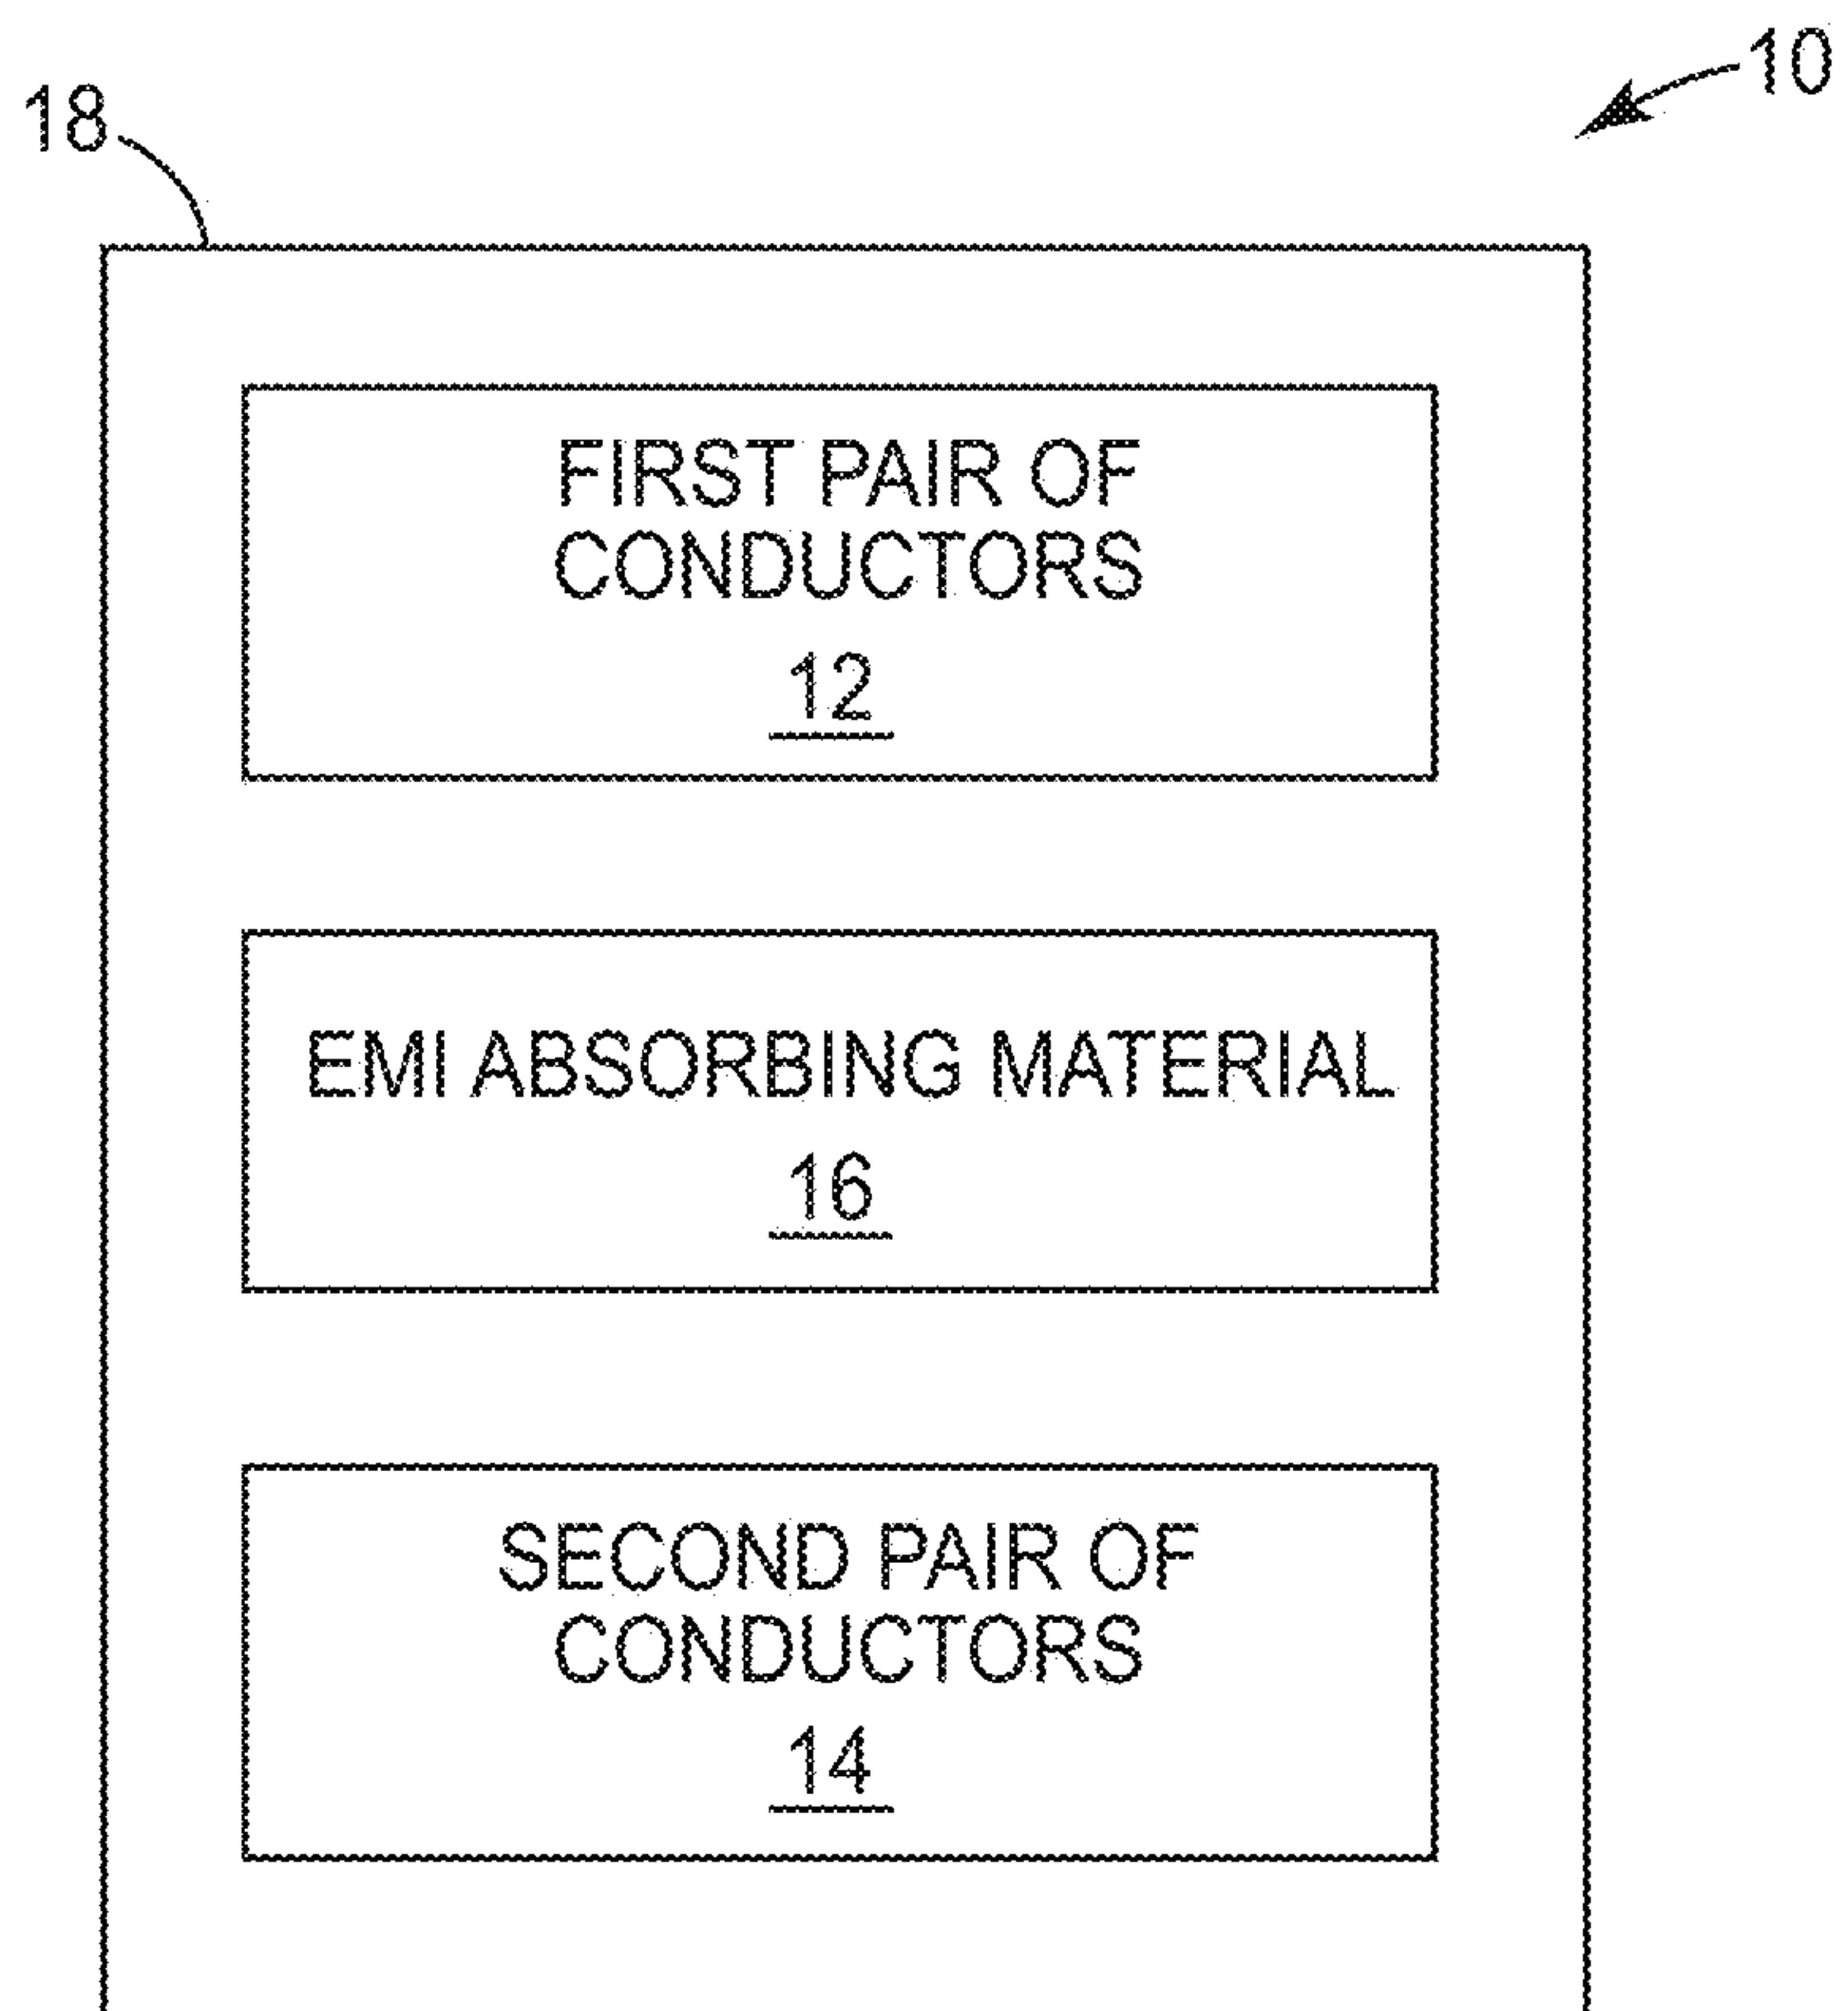 10
18
FIRST PAIR OF
CONDUCTORS
12
EMI ABSORBING MATERIAL
16
SECOND PAIR OF
CONDUCTORS
14